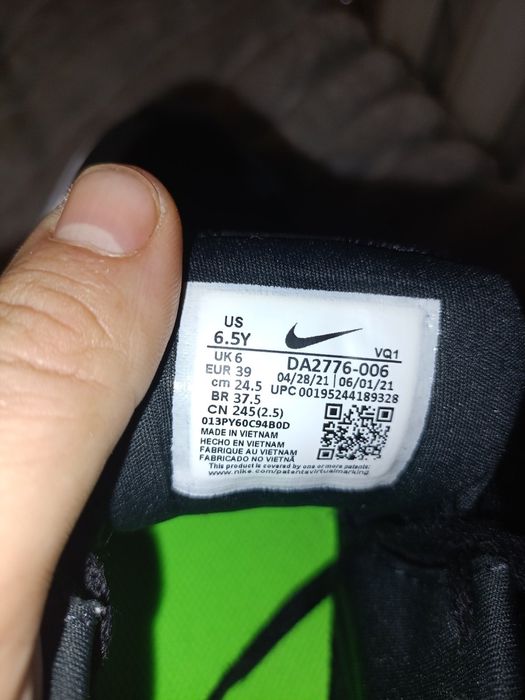 US
6.5Y
VQ1
UK 6
DA2776-006
EUR 39
04/28/21 | 06/01/21
cm 24.5
UPC 00195244189328
BR 37.5
CN 245(2.5)
013PY60C94B0D
MADE IN VIETNAM
HECHO EN VIETNAM
FABRIQUE AU VIETNAM
FABRICADO NO VIETNÃ
This product is covered by one or more patents:
www.nike.com/patentsvirtualmarking